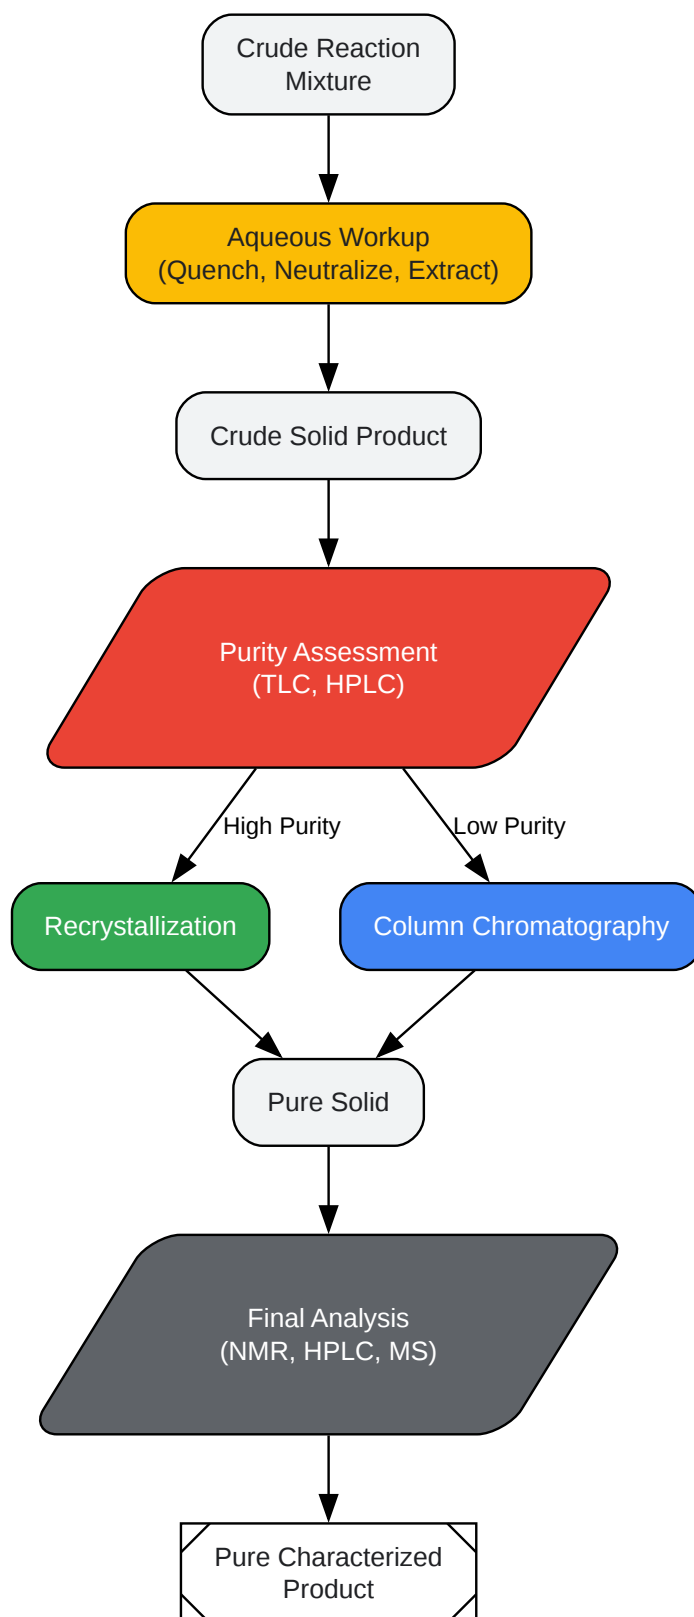 Crude Reaction
Mixture
Aqueous Workup
(Quench, Neutralize, Extract)
Crude Solid Product
Purity Assessment
(TLC, HPLC)
High Purity
Low Purity
Recrystallization
Column Chromatography
Pure Solid
Final Analysis
(NMR, HPLC, MS)
Pure Characterized
Product